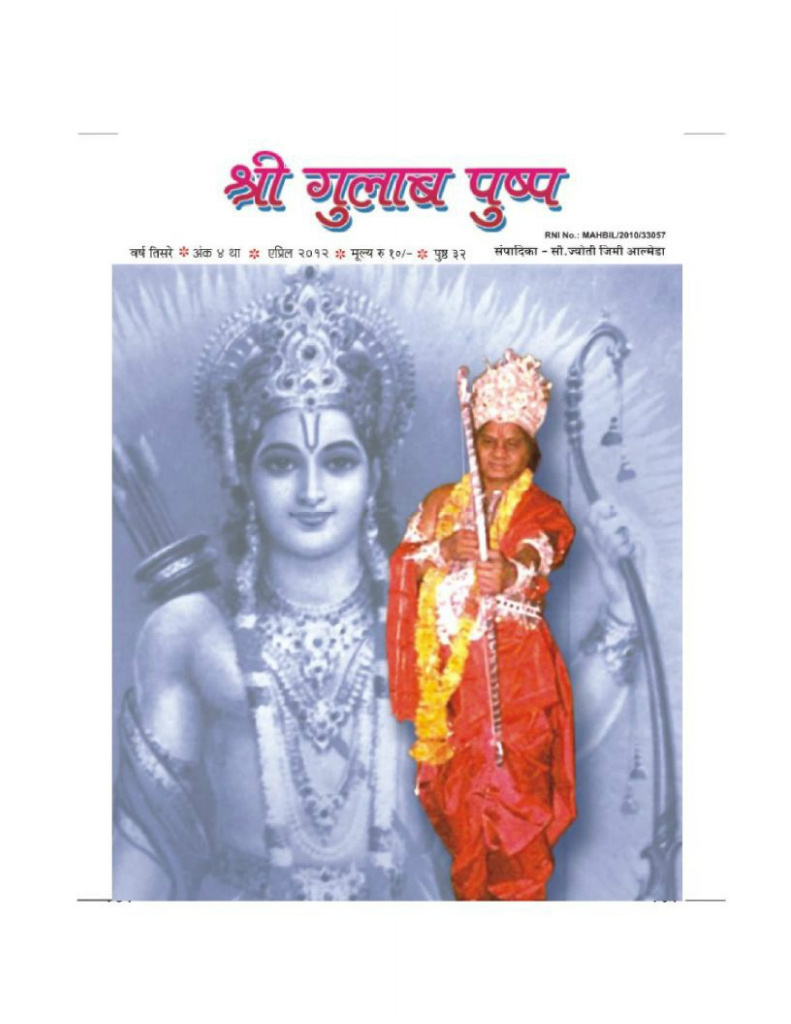 श्री गुलाब पुष्प
RNI No.: MAHBIL/2010/33057
वर्ष तिसरे ✽ अंक ४ था ✽ एप्रिल २०१२ ✽ मूल्य रु १०/- ✽ पुष्ठ ३२ संपादिका - सौ.ज्योती जिमी आल्मेडा